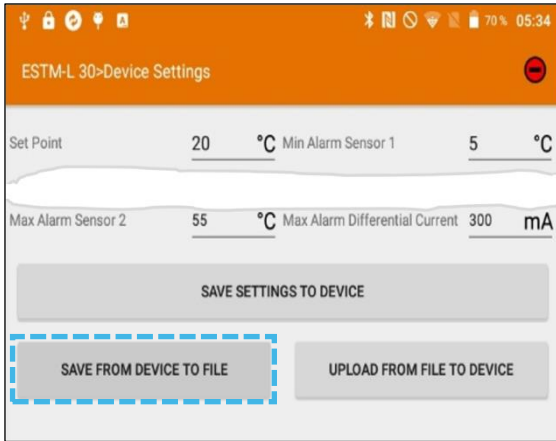 70% 05:34
ESTM-L 30>Device Settings
Set Point 20 °C Min Alarm Sensor 1 5 °C
Max Alarm Sensor 2 55 °C Max Alarm Differential Current 300 mA
SAVE SETTINGS TO DEVICE
SAVE FROM DEVICE TO FILE UPLOAD FROM FILE TO DEVICE